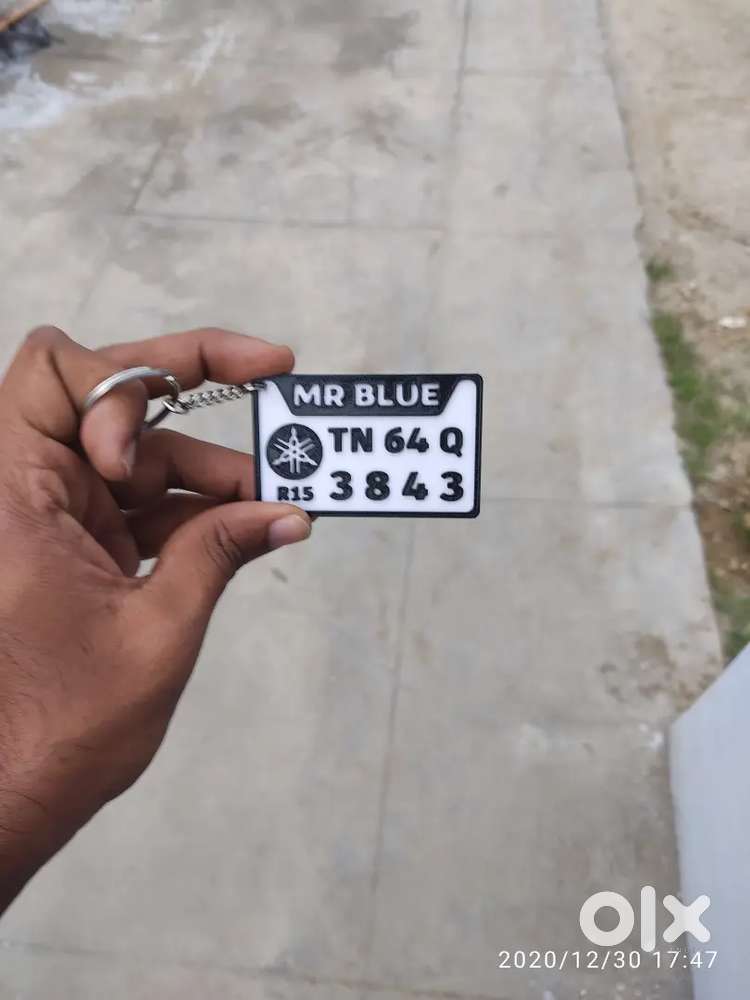 MR BLUE
TN 64 Q
R15 3843
olx
2020/12/30 17:47